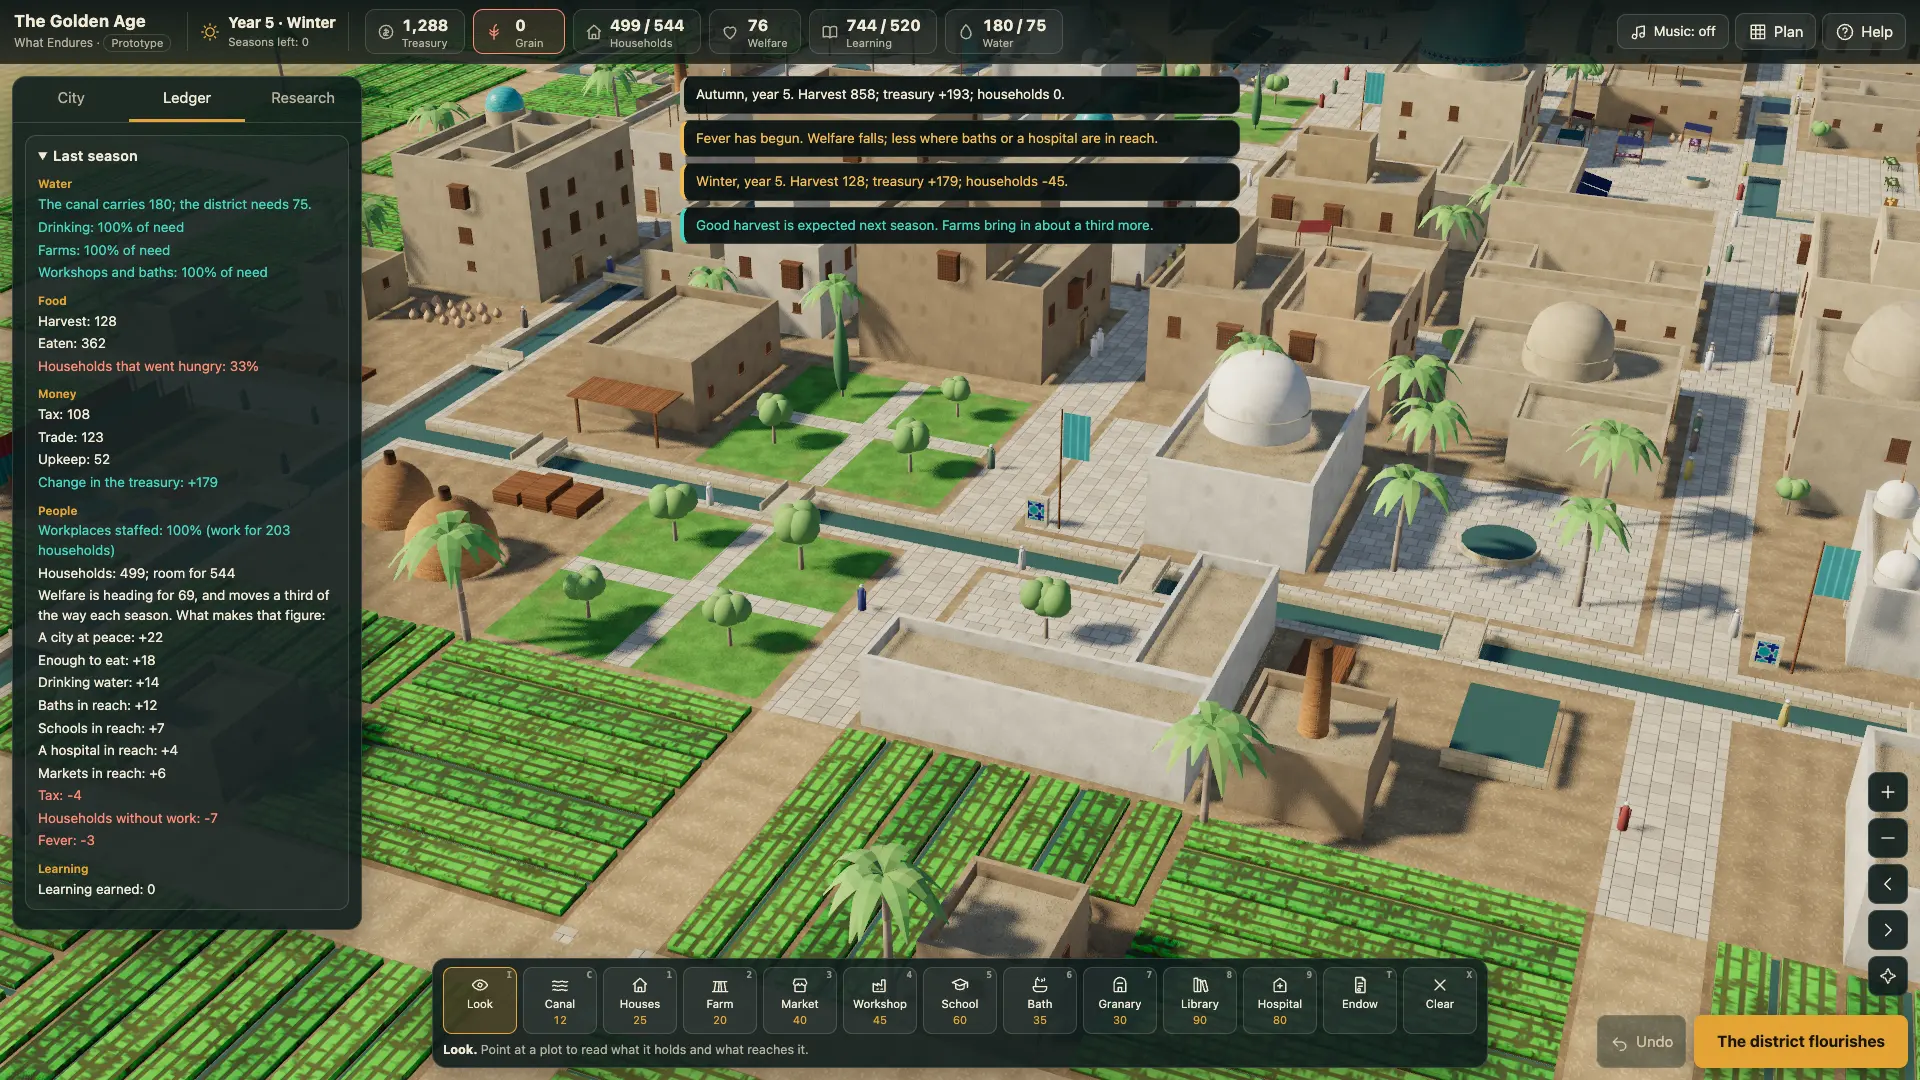 The Golden Age
What Endures · Prototype
Year 5 · Winter
Seasons left: 0
1,288
Treasury
0
Grain
499 / 544
Households
76
Welfare
744 / 520
Learning
180 / 75
Water
Music: off
Plan
Help
City
Ledger
Research
Last season
Water
The canal carries 180; the district needs 75.
Drinking: 100% of need
Farms: 100% of need
Workshops and baths: 100% of need
Food
Harvest: 128
Eaten: 362
Households that went hungry: 33%
Money
Tax: 108
Trade: 123
Upkeep: 52
Change in the treasury: +179
People
Workplaces staffed: 100% (work for 203
households)
Households: 499; room for 544
Welfare is heading for 69, and moves a third of
the way each season. What makes that figure:
A city at peace: +22
Enough to eat: +18
Drinking water: +14
Baths in reach: +12
Schools in reach: +7
A hospital in reach: +4
Markets in reach: +6
Tax: -4
Households without work: -7
Fever: -3
Learning
Learning earned: 0
Autumn, year 5. Harvest 858; treasury +193; households 0.
Fever has begun. Welfare falls; less where baths or a hospital are in reach.
Winter, year 5. Harvest 128; treasury +179; households -45.
Good harvest is expected next season. Farms bring in about a third more.
I
Look
C
Canal
12
1
Houses
25
2
Farm
20
3
Market
40
4
Workshop
45
5
School
60
6
Bath
35
7
Granary
30
8
Library
90
9
Hospital
80
T
Endow
X
Clear
Look. Point at a plot to read what it holds and what reaches it.
Undo
The district flourishes